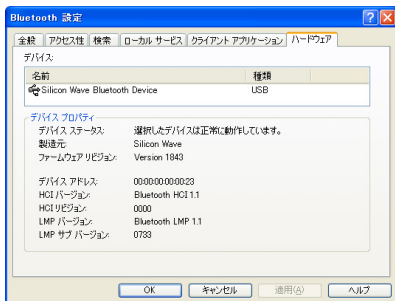 Bluetooth 設定
全般 アクセス性 検索 ローカル サービス クライアント アプリケーション ハードウェア
デバイス:
名前 種類
Silicon Wave Bluetooth Device USB
デバイス プロパティ
デバイス ステータス: 選択したデバイスは正常に動作しています。
製造元: Silicon Wave
ファームウェア リビジョン: Version 1843
デバイス アドレス: 00:00:00:00:00:23
HCI バージョン: Bluetooth HCI 1.1
HCI リビジョン: 0000
LMP バージョン: Bluetooth LMP 1.1
LMP サブ バージョン: 0733
OK キャンセル 適用(A) ヘルプ